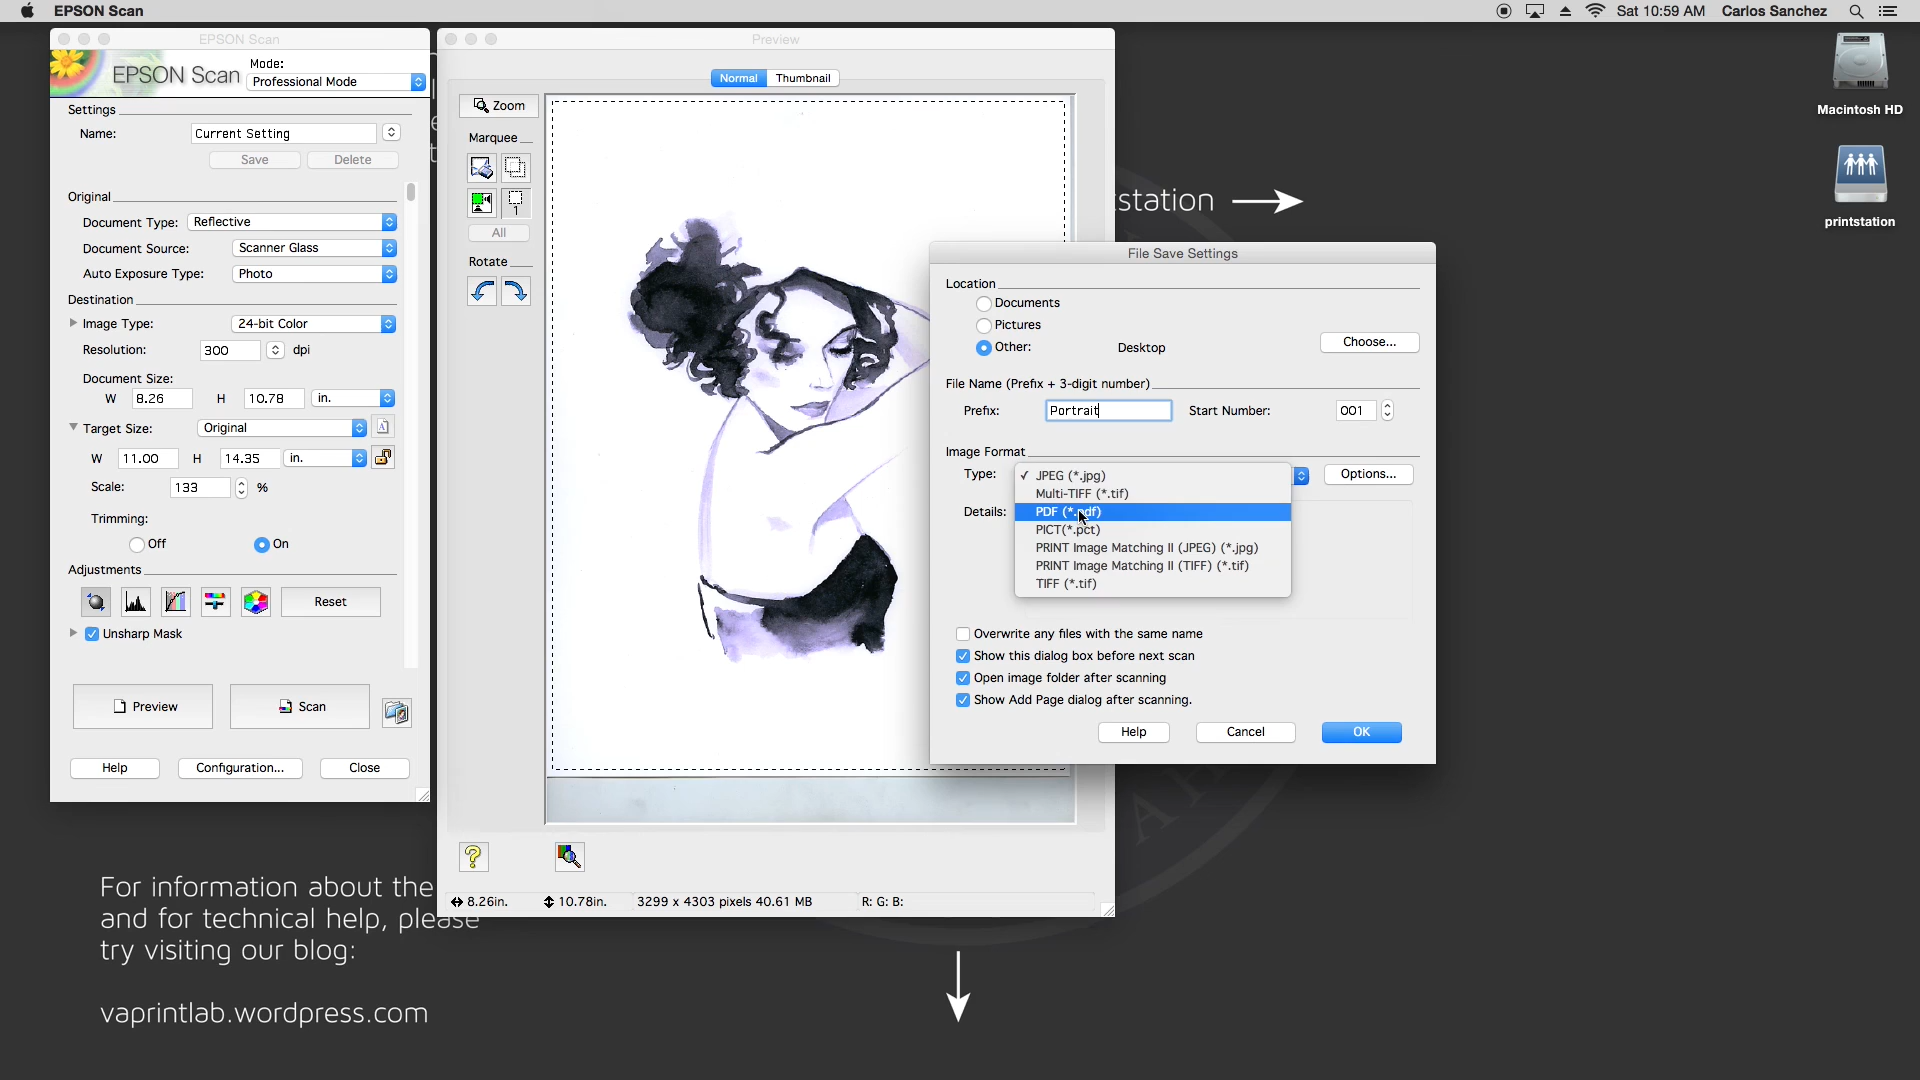 EPSON Scan
Sat 10:59 AM Carlos Sanchez
EPSON Scan
EPSON Scan
Mode:
Professional Mode
Settings
Name: Current Setting
Save Delete
Original
Document Type: Reflective
Document Source: Scanner Glass
Auto Exposure Type: Photo
Destination
Image Type: 24-bit Color
Resolution: 300 dpi
Document Size:
W 8.26 H 10.78 in.
Target Size: Original
W 11.00 H 14.35 in.
Scale: 133 %
Trimming:
Off On
Adjustments
Reset
Unsharp Mask
Preview Scan
Help Configuration... Close
Preview
Normal Thumbnail
Zoom
Marquee
1
All
Rotate
8.26in. 10.78in. 3299 x 4303 pixels 40.61 MB R: G: B:
File Save Settings
Location
Documents
Pictures
Other: Desktop Choose...
File Name (Prefix + 3-digit number)
Prefix: Portrait Start Number: 001
Image Format
Type: Options...
JPEG (*.jpg)
Multi-TIFF (*.tif)
Details:
PDF (*.pdf)
PICT(*.pct)
PRINT Image Matching II (JPEG) (*.jpg)
PRINT Image Matching II (TIFF) (*.tif)
TIFF (*.tif)
Overwrite any files with the same name
Show this dialog box before next scan
Open image folder after scanning
Show Add Page dialog after scanning.
Help Cancel OK
Macintosh HD
printstation
station
For information about the
and for technical help, please
try visiting our blog:
vaprintlab.wordpress.com